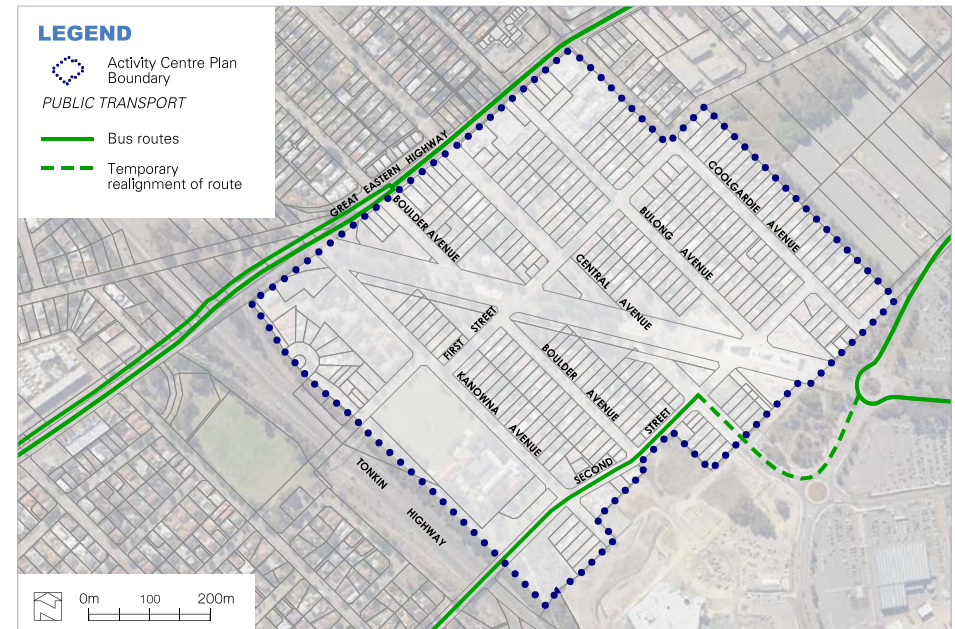 LEGEND
Activity Centre Plan
Boundary
PUBLIC TRANSPORT
Bus routes
Temporary
realignment of route
GREAT EASTERN HIGHWAY
BOULDER AVENUE
COOLGARDIE AVENUE
BULONG AVENUE
CENTRAL AVENUE
FIRST STREET
BOULDER AVENUE
KANOWNA AVENUE
SECOND STREET
TONKIN HIGHWAY
0m 100 200m